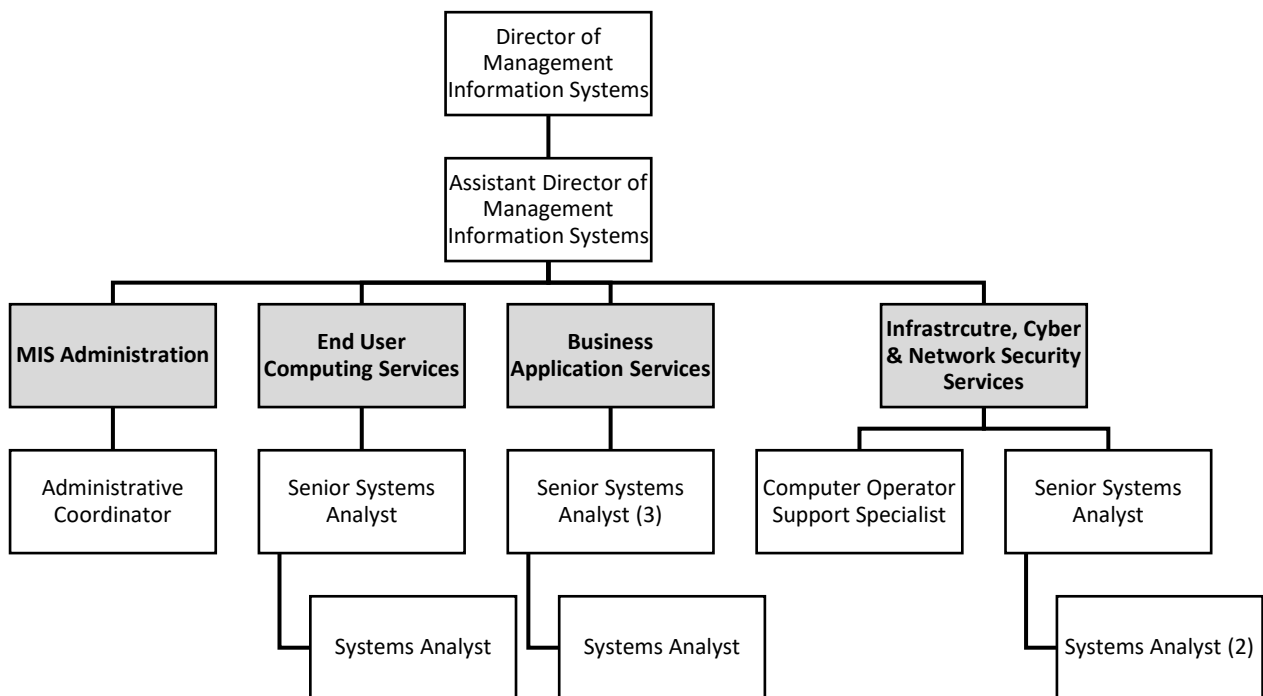 Director of
Management
Information Systems
Assistant Director of
Management
Information Systems
MIS Administration
End User
Computing Services
Business
Application Services
Infrastrcutre, Cyber
& Network Security
Services
Administrative
Coordinator
Senior Systems
Analyst
Senior Systems
Analyst (3)
Computer Operator
Support Specialist
Senior Systems
Analyst
Systems Analyst
Systems Analyst
Systems Analyst (2)